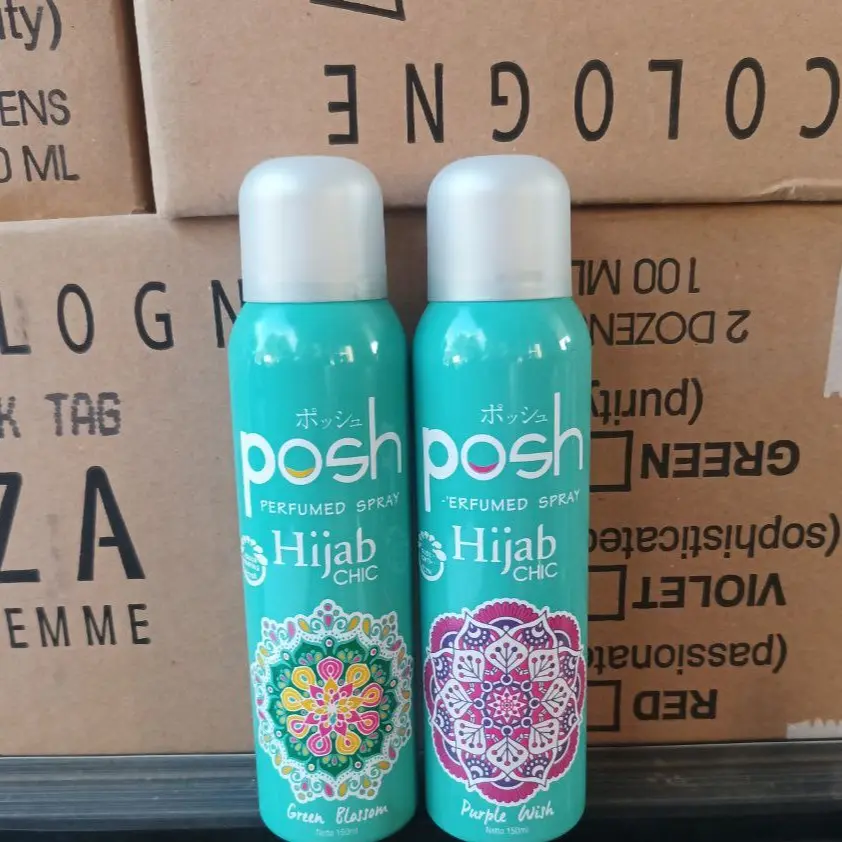 ity)
ENS
0 ML
COLOGNE
LOGN
K TAG
ZA
EMME
100 ML
2 DOZEN
(purity)
GREEN
(sophisticated)
VIOLET
(passionate)
RED
ポッシュ
posh
PERFUMED SPRAY
Hijab
CHIC
Green Blossom
Netto 150ml
ポッシュ
posh
PERFUMED SPRAY
Hijab
CHIC
Purple Wish
Netto 150ml